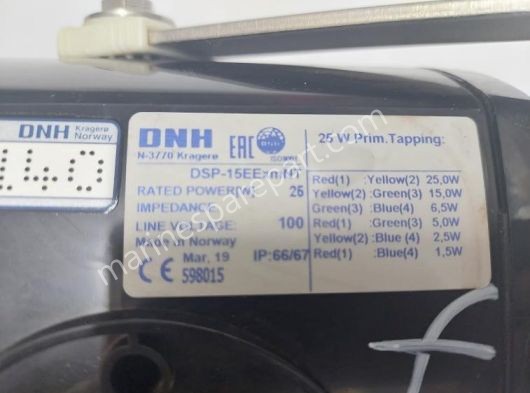 DNH Kragerø
Norway
140
DNH
N-3770 Kragerø
EAC
DNH
DSP-15EExmN
RATED POWER(W) 25
IMPEDANCE
LINE VOLTAGE: 100
Made in Norway
Mar. 19 IP:66/67
CE 598015
25 W Prim.Tapping:
Red(1) :Yellow(2) 25,0W
Yellow(2) :Green(3) 15,0W
Green(3) :Blue(4) 6,5W
Red(1) :Green(3) 5,0W
Yellow(2) :Blue(4) 2,5W
Red(1) :Blue(4) 1,5W
marinesparepart.com